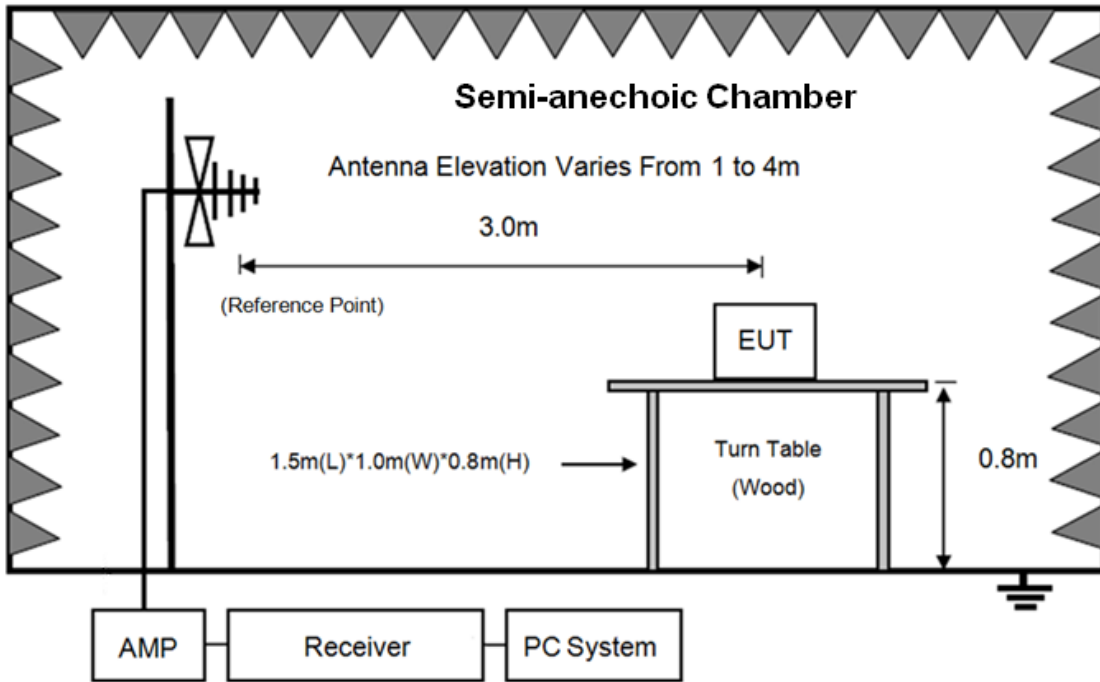 Semi-anechoic Chamber
Antenna Elevation Varies From 1 to 4m
3.0m
(Reference Point)
EUT
1.5m(L)*1.0m(W)*0.8m(H)
Turn Table
(Wood)
0.8m
AMP
Receiver
PC System